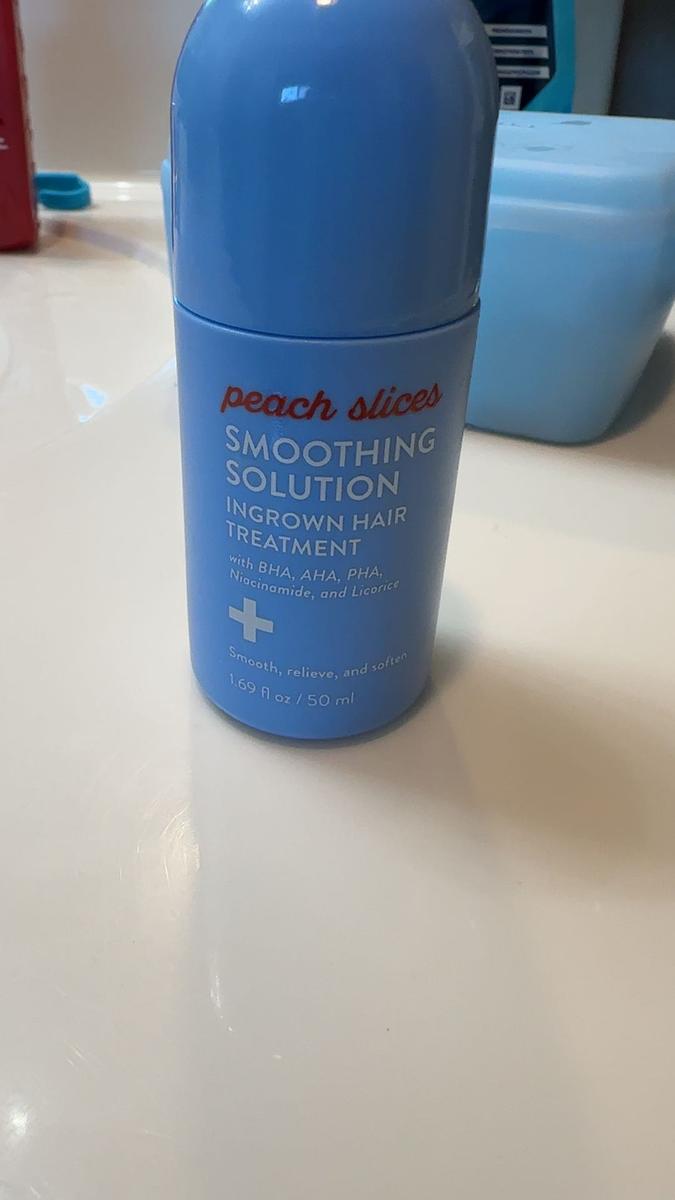 peach slices
SMOOTHING
SOLUTION
INGROWN HAIR
TREATMENT
with BHA, AHA, PHA,
Niacinamide, and Licorice
Smooth, relieve, and soften
1.69 fl oz / 50 ml